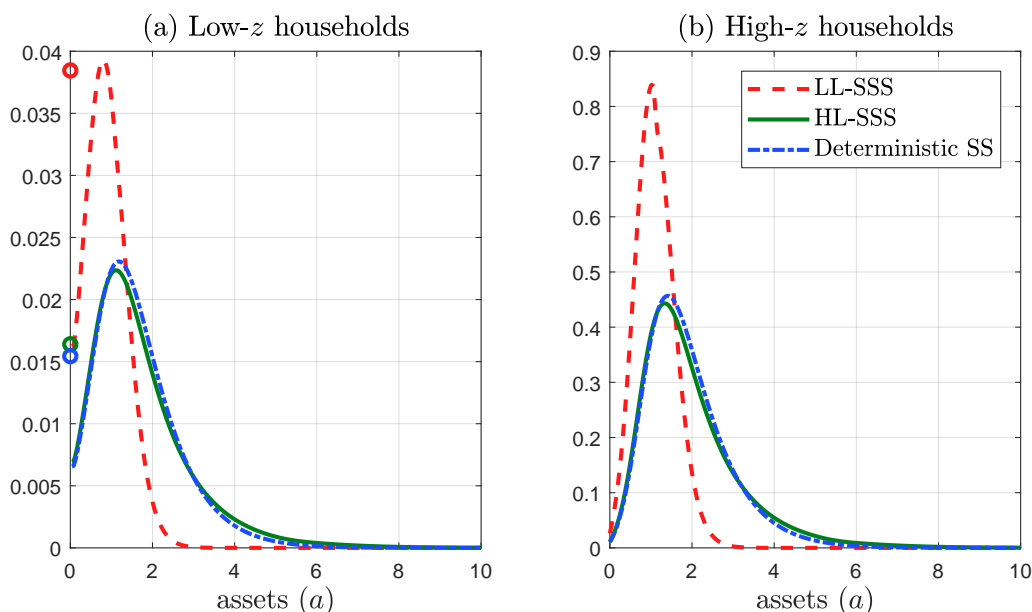 (a) Low-z households
0.04
0.035
0.03
0.025
0.02
0.015
0.01
0.005
0
0 2 4 6 8 10
assets (a)
(b) High-z households
0.9
0.8
0.7
0.6
0.5
0.4
0.3
0.2
0.1
0
LL-SSS
HL-SSS
Deterministic SS
0 2 4 6 8 10
assets (a)